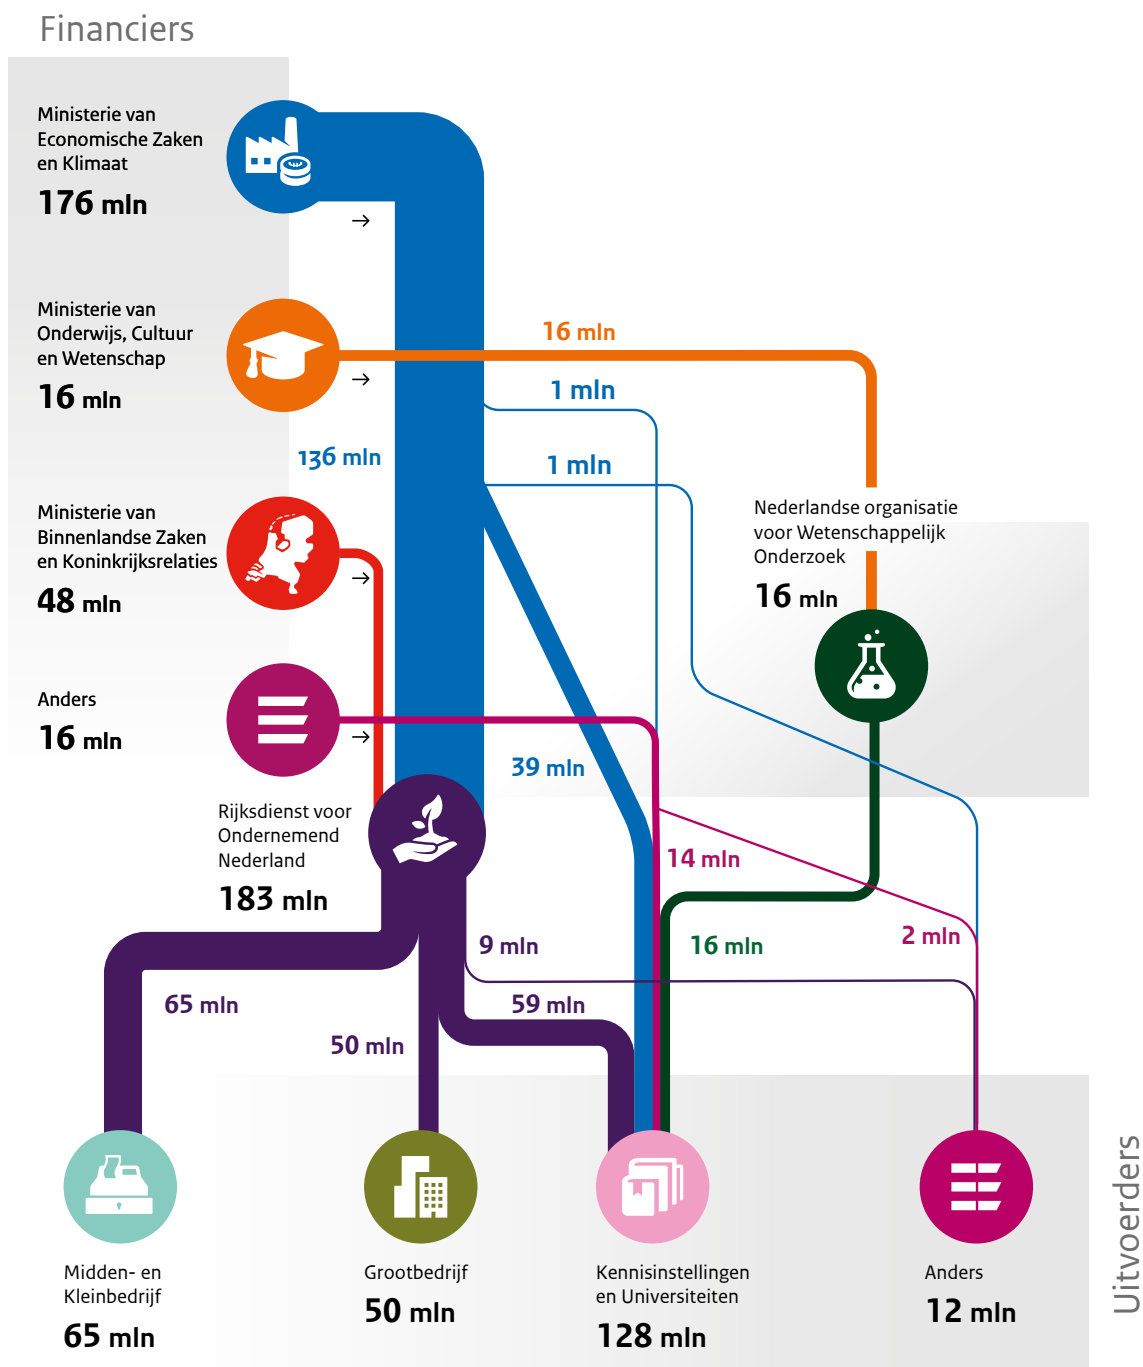 Financiers
Ministerie van
Economische Zaken
en Klimaat
176 mln
Ministerie van
Onderwijs, Cultuur
en Wetenschap
16 mln
16 mln
1 mln
136 mln
1 mln
Ministerie van
Binnenlandse Zaken
en Koninkrijksrelaties
48 mln
Nederlandse organisatie
voor Wetenschappelijk
Onderzoek
16 mln
Anders
16 mln
39 mln
Rijksdienst voor
Ondernemend
Nederland
183 mln
14 mln
9 mln
16 mln
2 mln
65 mln
59 mln
50 mln
Midden- en
Kleinbedrijf
65 mln
Grootbedrijf
50 mln
Kennisinstellingen
en Universiteiten
128 mln
Anders
12 mln
Uitvoerders